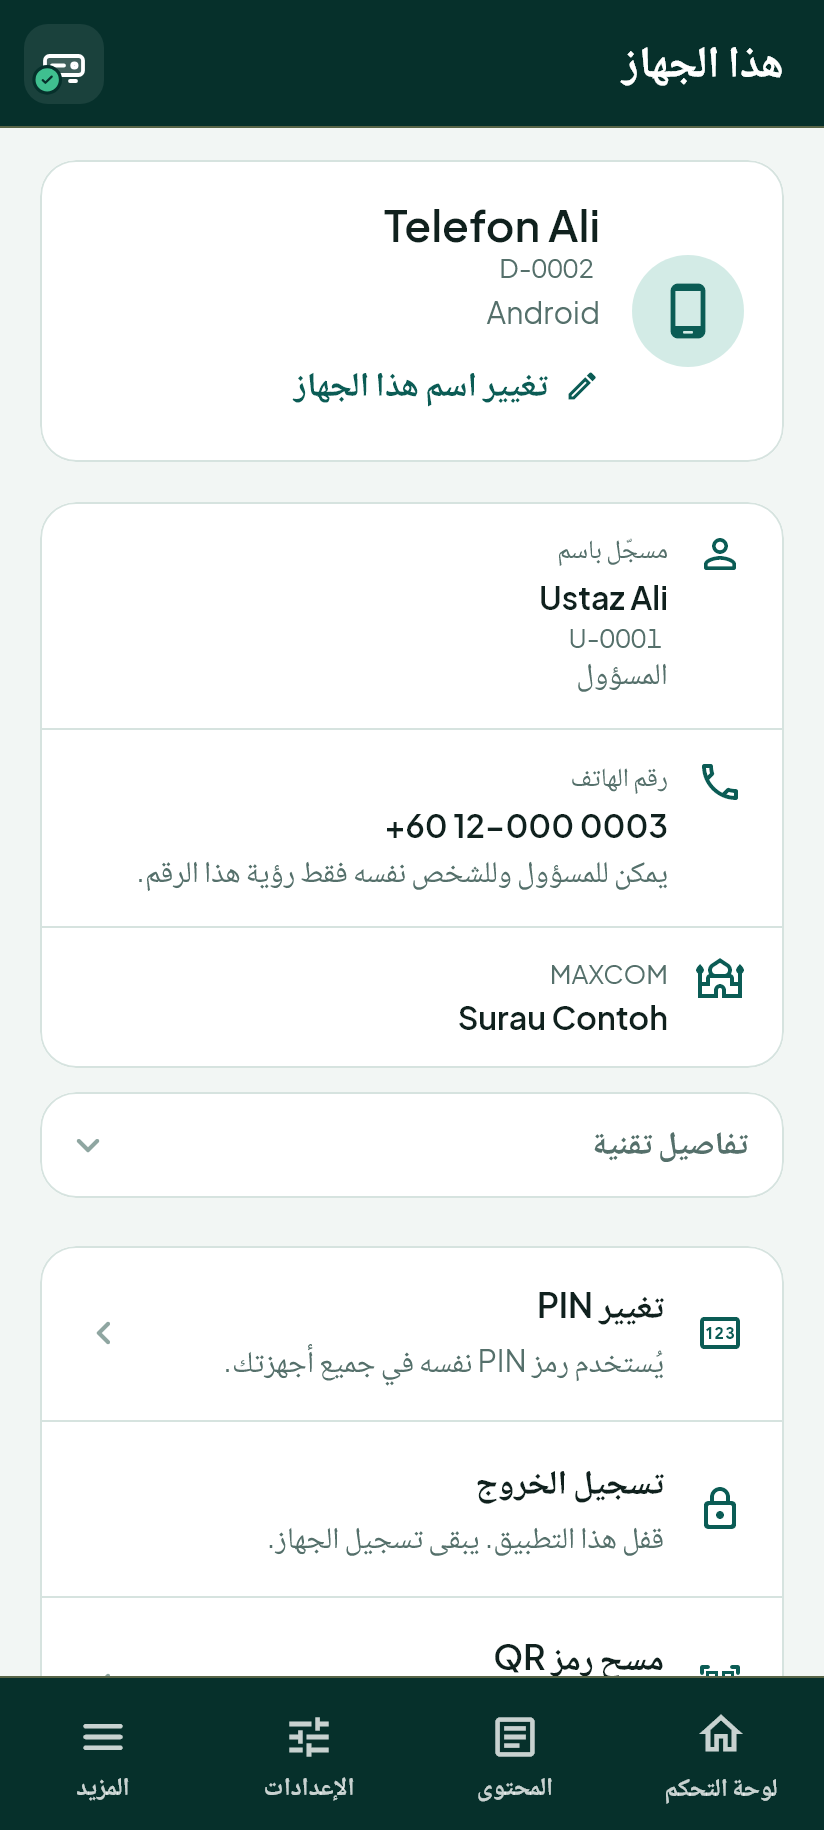 هذا الجهاز
Telefon Ali
D-0002
Android
تغيير اسم هذا الجهاز
مسجّل باسم
Ustaz Ali
U-0001
المسؤول
رقم الهاتف
+60 12-000 0003
يمكن للمسؤول وللشخص نفسه فقط رؤية هذا الرقم.
MAXCOM
Surau Contoh
تفاصيل تقنية
123
تغيير PIN
يُستخدم رمز PIN نفسه في جميع أجهزتك.
تسجيل الخروج
قفل هذا التطبيق. يبقى تسجيل الجهاز.
مسح رمز QR
لوحة التحكم
المحتوى
الإعدادات
المزيد